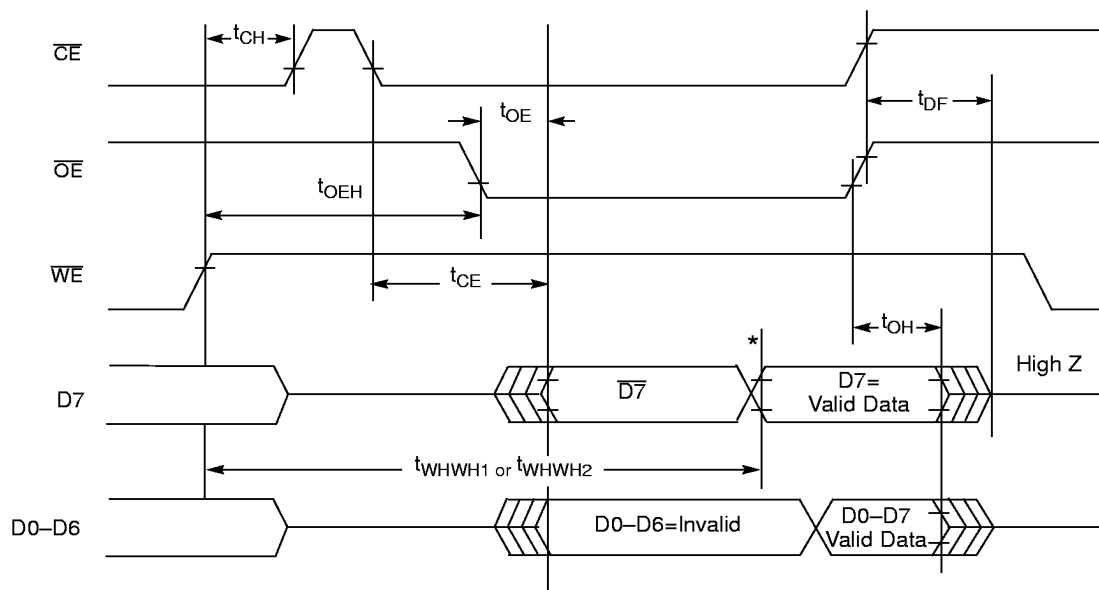 CE
tCH
tDF
tOE
OE
tOEH
WE
tCE
tOH
*
High Z
D7
D7
D7=
Valid Data
tWHWH1 or tWHWH2
D0–D6
D0–D6=Invalid
D0–D7
Valid Data